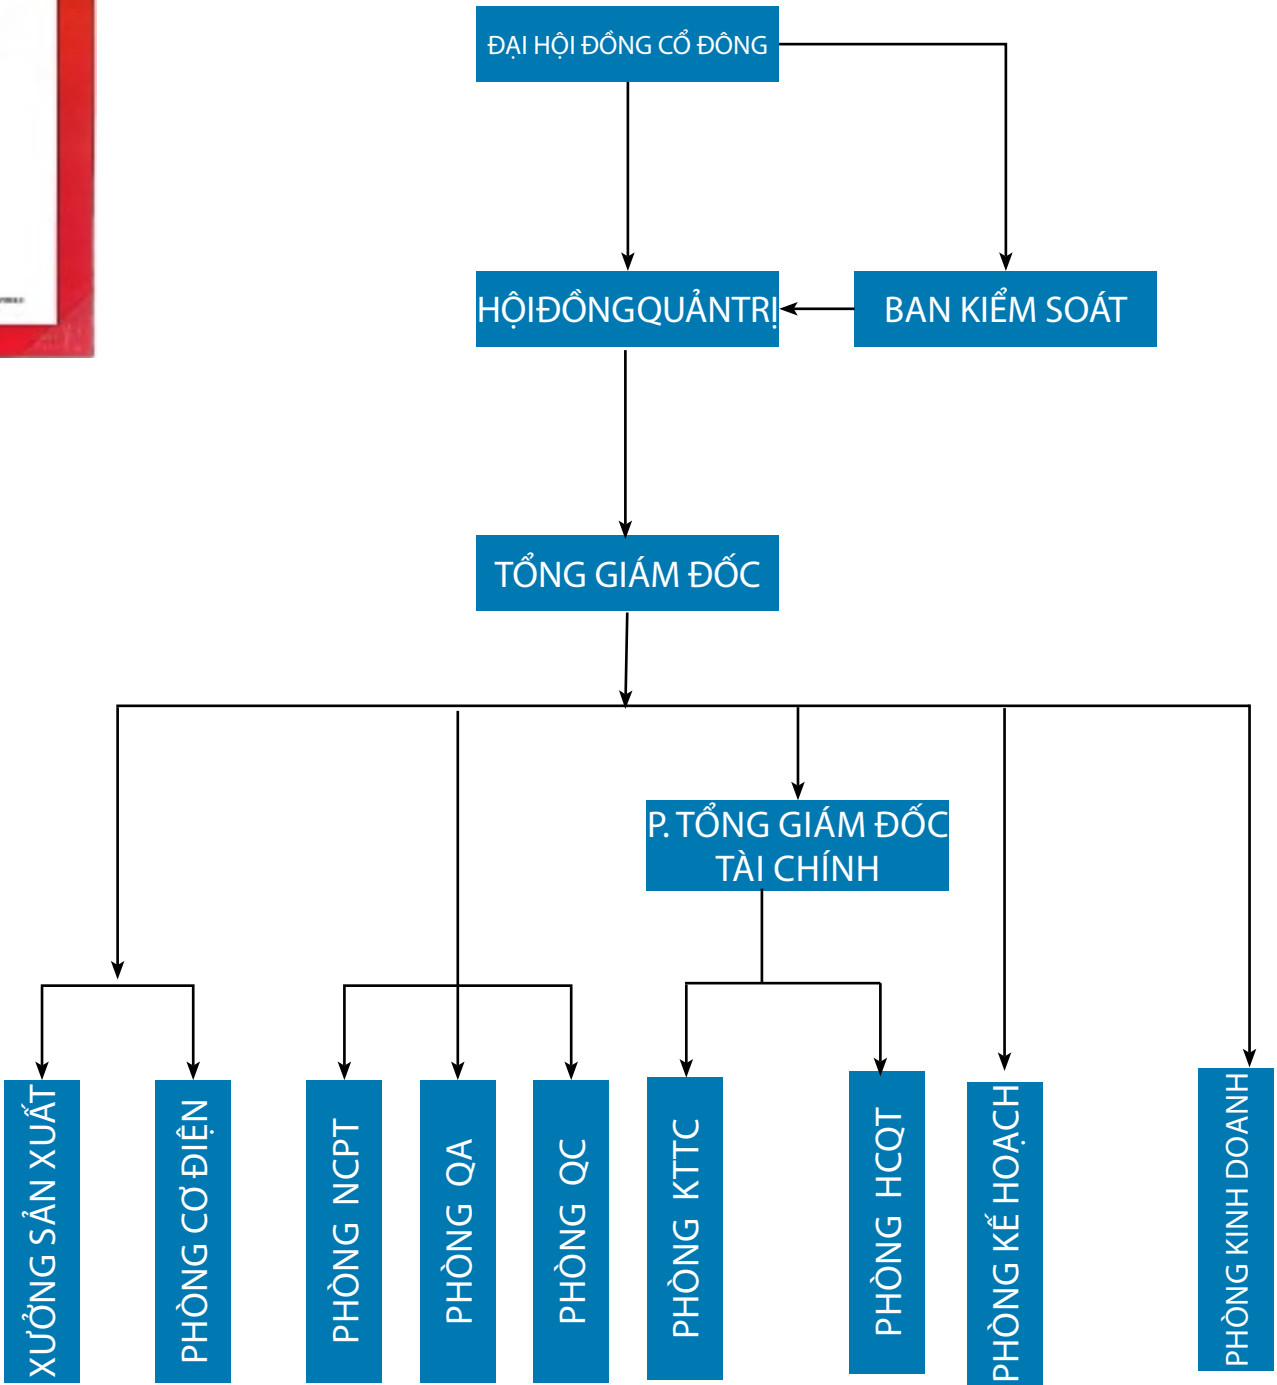 ĐẠI HỘI ĐỒNG CỔ ĐÔNG
HỘIĐỒNGQUẢNTRỊ
BAN KIỂM SOÁT
TỔNG GIÁM ĐỐC
P. TỔNG GIÁM ĐỐC
TÀI CHÍNH
XƯỞNG SẢN XUẤT
PHÒNG CƠ ĐIỆN
PHÒNG NCPT
PHÒNG QA
PHÒNG QC
PHÒNG KTTC
PHÒNG HCQT
PHÒNG KẾ HOẠCH
PHÒNG KINH DOANH